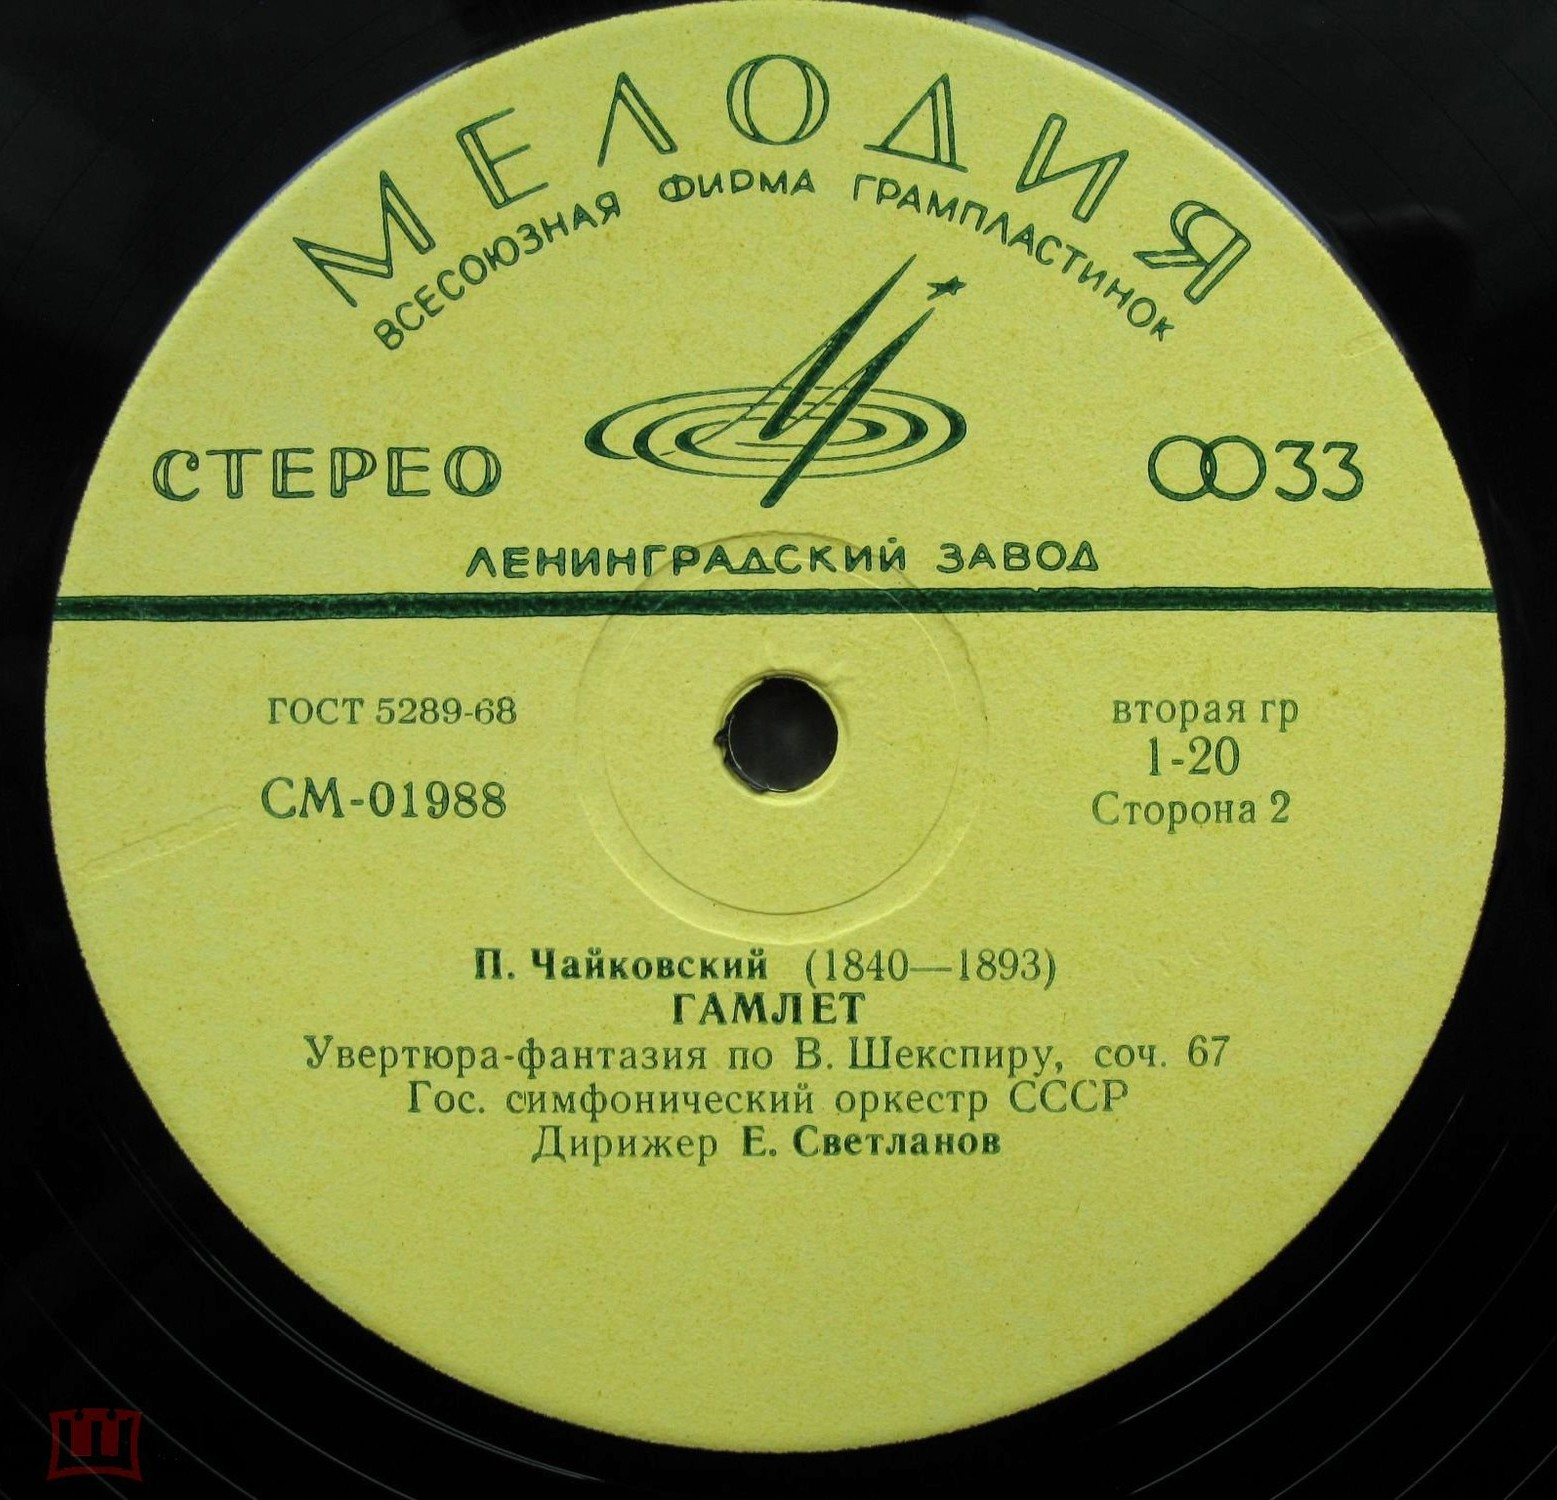 МЕЛОДИЯ
ВСЕСОЮЗНАЯ ФИРМА ГРАМПЛАСТИНОК
СТЕРЕО
33
ЛЕНИНГРАДСКИЙ ЗАВОД
ГОСТ 5289-68
вторая гр
1-20
СМ-01988
Сторона 2
П. Чайковский (1840—1893)
ГАМЛЕТ
Увертюра-фантазия по В. Шекспиру, соч. 67
Гос. симфонический оркестр СССР
Дирижер Е. Светланов